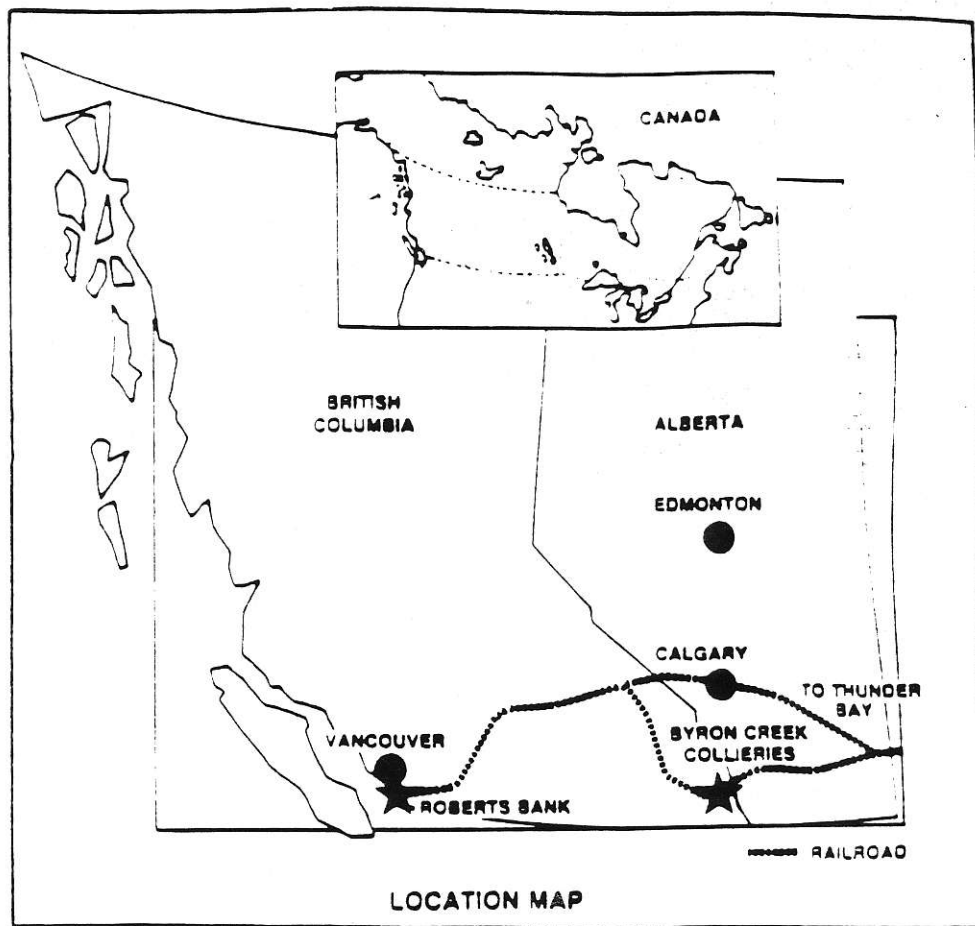 CANADA
BRITISH
COLUMBIA
ALBERTA
EDMONTON
CALGARY
TO THUNDER
BAY
VANCOUVER
BYRON CREEK
COLLIERIES
ROBERTS BANK
RAILROAD
LOCATION MAP